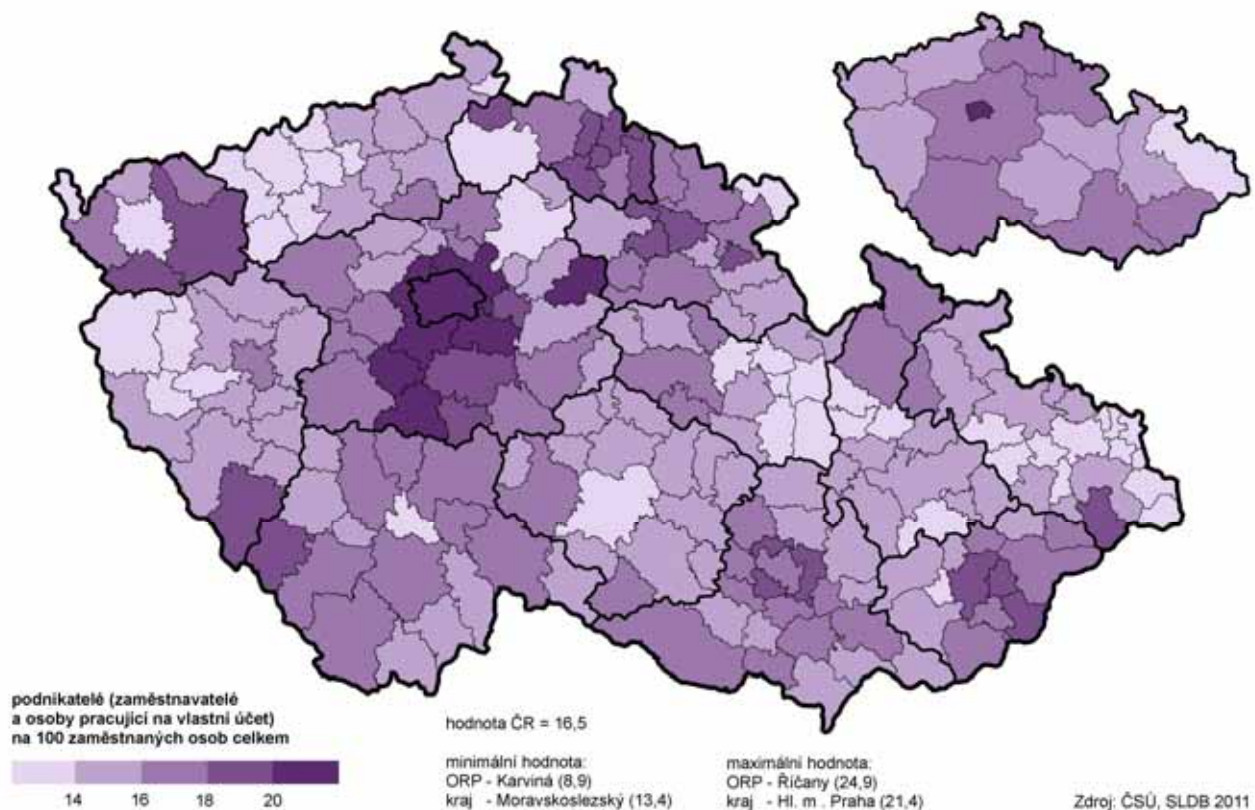 podnikatelé (zaměstnavatelé
a osoby pracující na vlastní účet)
na 100 zaměstnaných osob celkem
14 16 18 20
hodnota ČR = 16,5
minimální hodnota:
ORP - Karviná (8,9)
kraj - Moravskoslezský (13,4)
maximální hodnota:
ORP - Říčany (24,9)
kraj - Hl. m . Praha (21,4)
Zdroj: ČSÚ, SLDB 2011